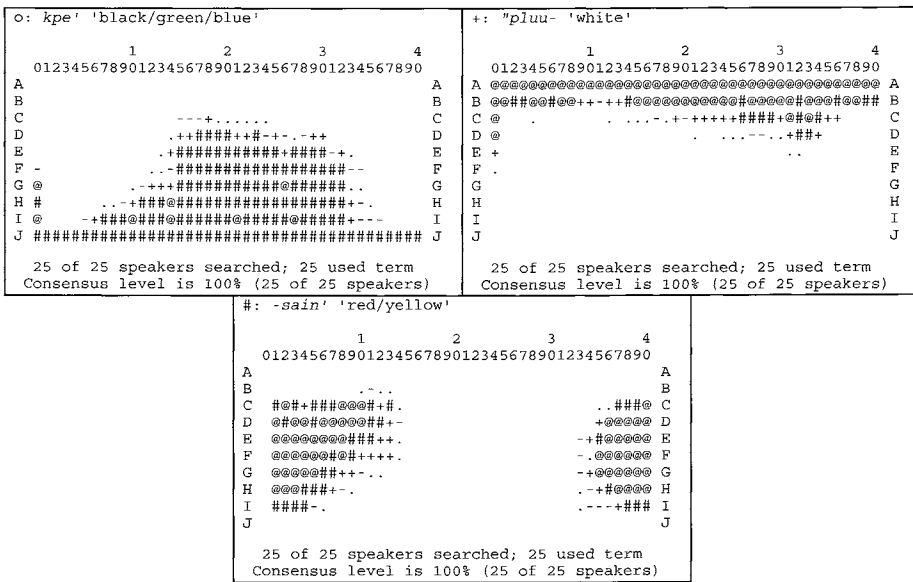 o: kpe' 'black/green/blue'
1 2 3 4
01234567890123456789012345678901234567890
A A
B B
C ---+...... C
D .++####++#-+-.-++ D
E .+###########+####-+. E
F - ..-##################-- F
G @ .-+++###########@######.. G
H @ ..-+###@##################+-. H
I @ -+###@###@######@#####@#####+--- I
J ######################################### J
25 of 25 speakers searched; 25 used term
Consensus level is 100% (25 of 25 speakers)
+: "pluu- 'white'
1 2 3 4
01234567890123456789012345678901234567890
A @@@@@@@@@@@@@@@@@@@@@@@@@@@@@@@@@@@@@@@@@ A
B @@##@@#@@++-++#@@@@@@@@@@#@@@@#@@@#@@## B
C @ . . ...-.+-+++++####+@#@#++ C
D @ . ...--..+##+ D
E + .. E
F . F
G G
H H
I I
J J
25 of 25 speakers searched; 25 used term
Consensus level is 100% (25 of 25 speakers)
#: -sain' 'red/yellow'
1 2 3 4
01234567890123456789012345678901234567890
A A
B .-.. B
C #@#+###@@@#+#. ..###@ C
D @#@@#@@@@@##+- +@@@@@ D
E @@@@@@@@###++. -+#@@@@@ E
F @@@@@@#@#++++. -.@@@@@@ F
G @@@@@##++-.. -+@@@@@@ G
H @@@###+-. .-+#@@@@ H
I ####-. .---+### I
J J
25 of 25 speakers searched; 25 used term
Consensus level is 100% (25 of 25 speakers)